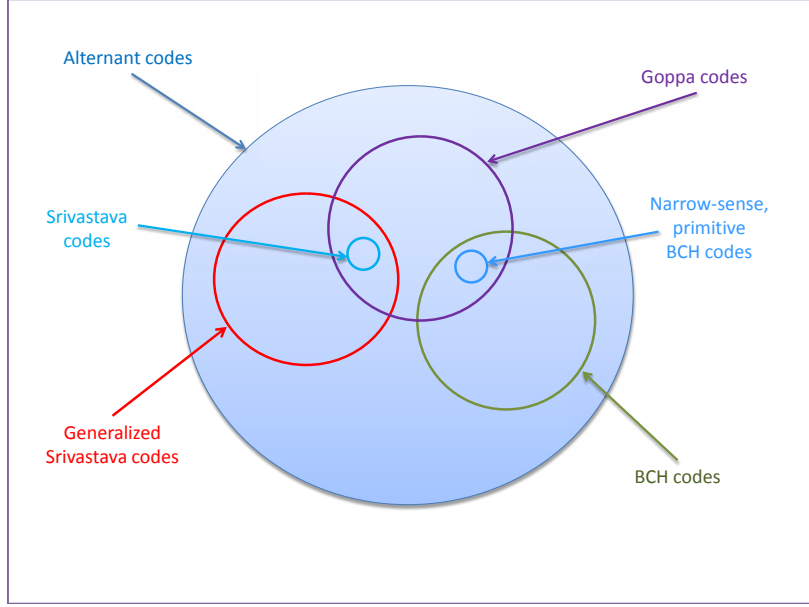 Alternant codes
Goppa codes
Srivastava
codes
Narrow-sense,
primitive
BCH codes
Generalized
Srivastava codes
BCH codes